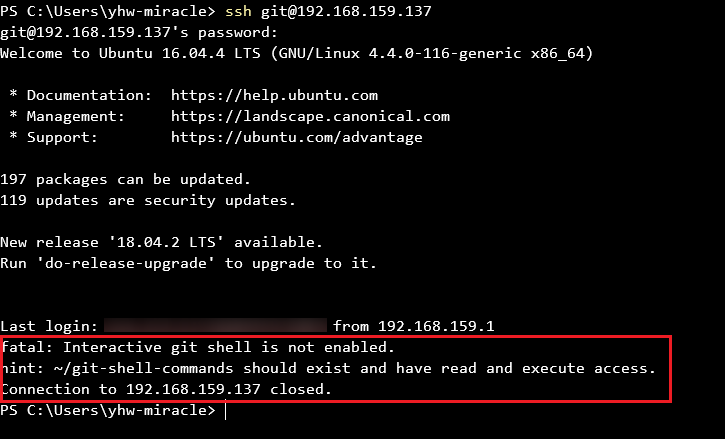 PS C:\Users\yhw-miracle> ssh git@192.168.159.137
git@192.168.159.137's password:
Welcome to Ubuntu 16.04.4 LTS (GNU/Linux 4.4.0-116-generic x86_64)
* Documentation:  https://help.ubuntu.com
* Management:     https://landscape.canonical.com
* Support:        https://ubuntu.com/advantage
197 packages can be updated.
119 updates are security updates.
New release '18.04.2 LTS' available.
Run 'do-release-upgrade' to upgrade to it.
Last login: from 192.168.159.1
fatal: Interactive git shell is not enabled.
hint: ~/git-shell-commands should exist and have read and execute access.
Connection to 192.168.159.137 closed.
PS C:\Users\yhw-miracle>